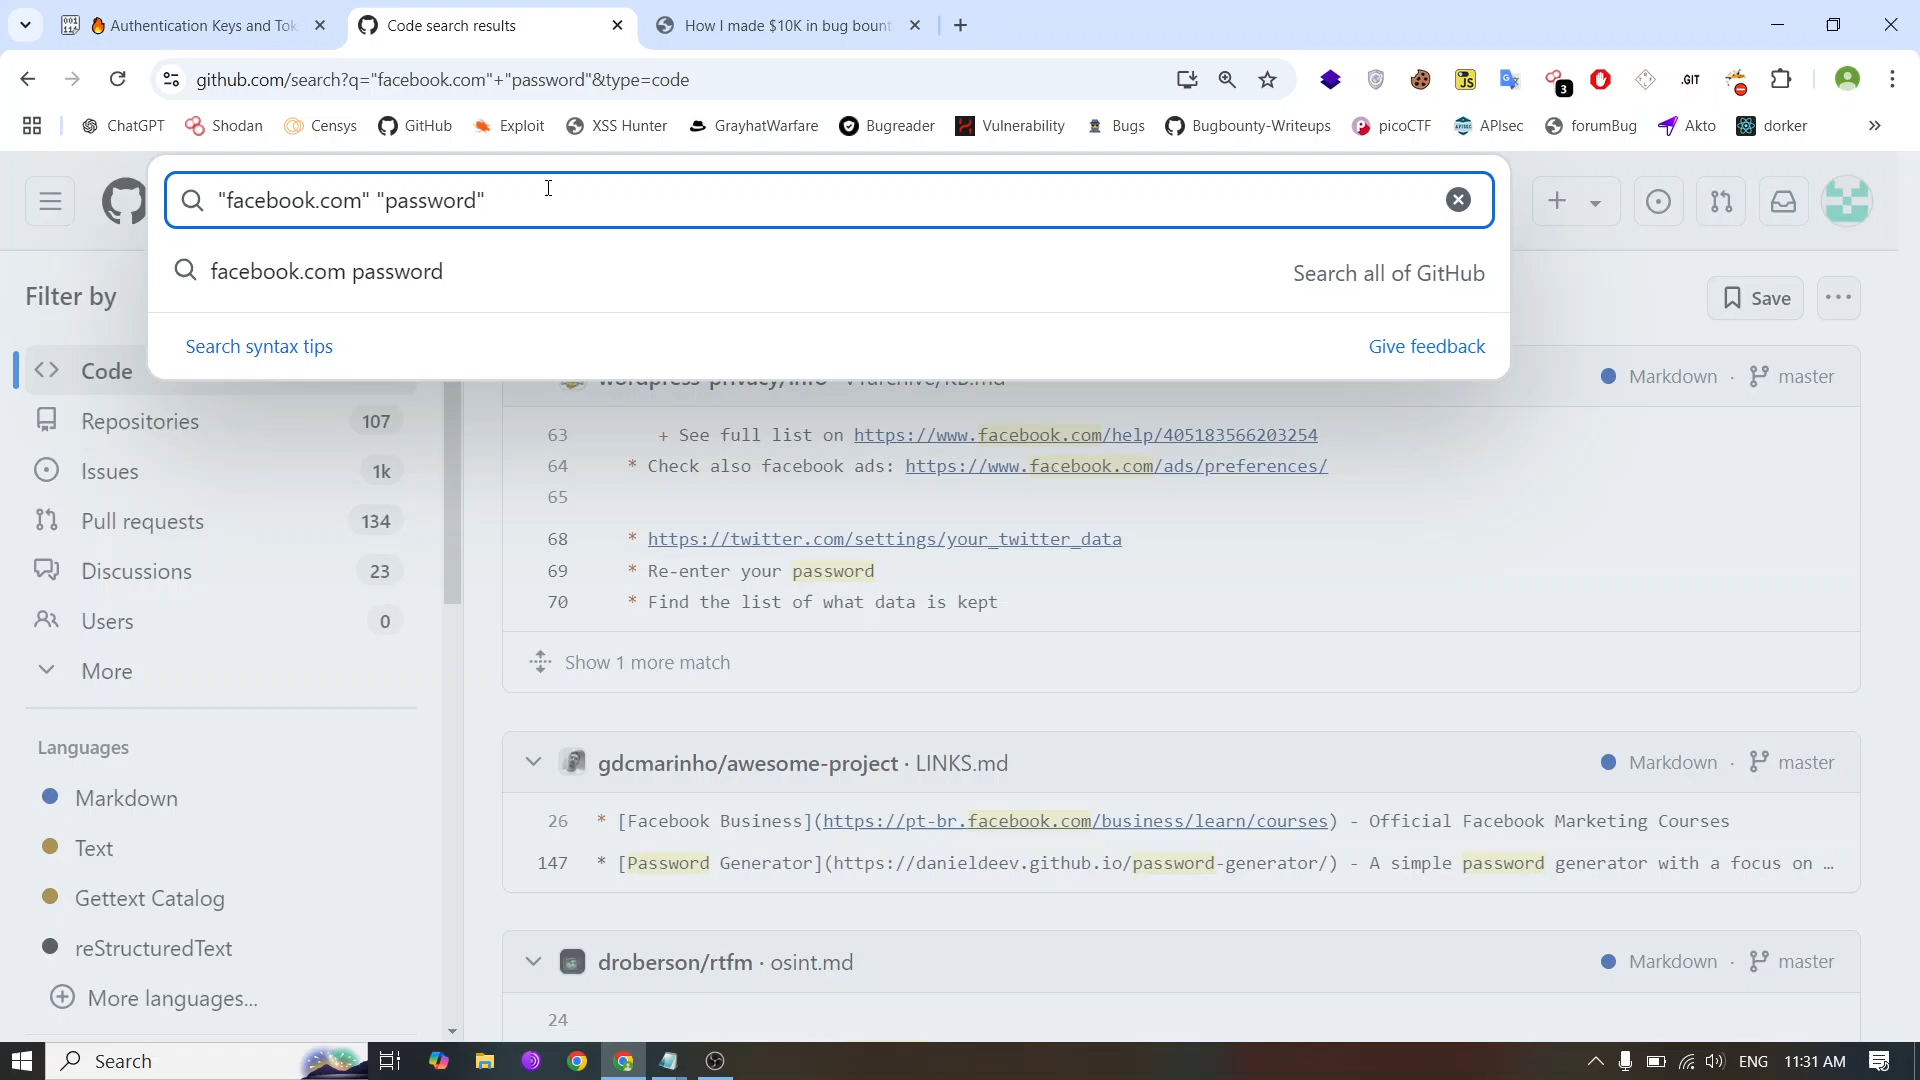 🔥 Authentication Keys and Tok
Code search results
How I made $10K in bug bount
github.com/search?q="facebook.com"+"password"&type=code
JS
3
.GIT
ChatGPT
Shodan
Censys
GitHub
Exploit
XSS Hunter
GrayhatWarfare
Bugreader
Vulnerability
Bugs
Bugbounty-Writeups
picoCTF
APIsec
forumBug
Akto
dorker
"facebook.com" "password"
facebook.com password
Search all of GitHub
Search syntax tips
Give feedback
Filter by
Save
Code
Repositories 107
Issues 1k
Pull requests 134
Discussions 23
Users 0
More
Languages
Markdown
Text
Gettext Catalog
reStructuredText
More languages...
Markdown · master
63 + See full list on https://www.facebook.com/help/405183566203254
64 * Check also facebook ads: https://www.facebook.com/ads/preferences/
65
68 * https://twitter.com/settings/your_twitter_data
69 * Re-enter your password
70 * Find the list of what data is kept
Show 1 more match
gdcmarinho/awesome-project · LINKS.md
Markdown · master
26 * [Facebook Business](https://pt-br.facebook.com/business/learn/courses) - Official Facebook Marketing Courses
147 * [Password Generator](https://danieldeev.github.io/password-generator/) - A simple password generator with a focus on …
droberson/rtfm · osint.md
Markdown · master
24
Search
ENG
11:31 AM